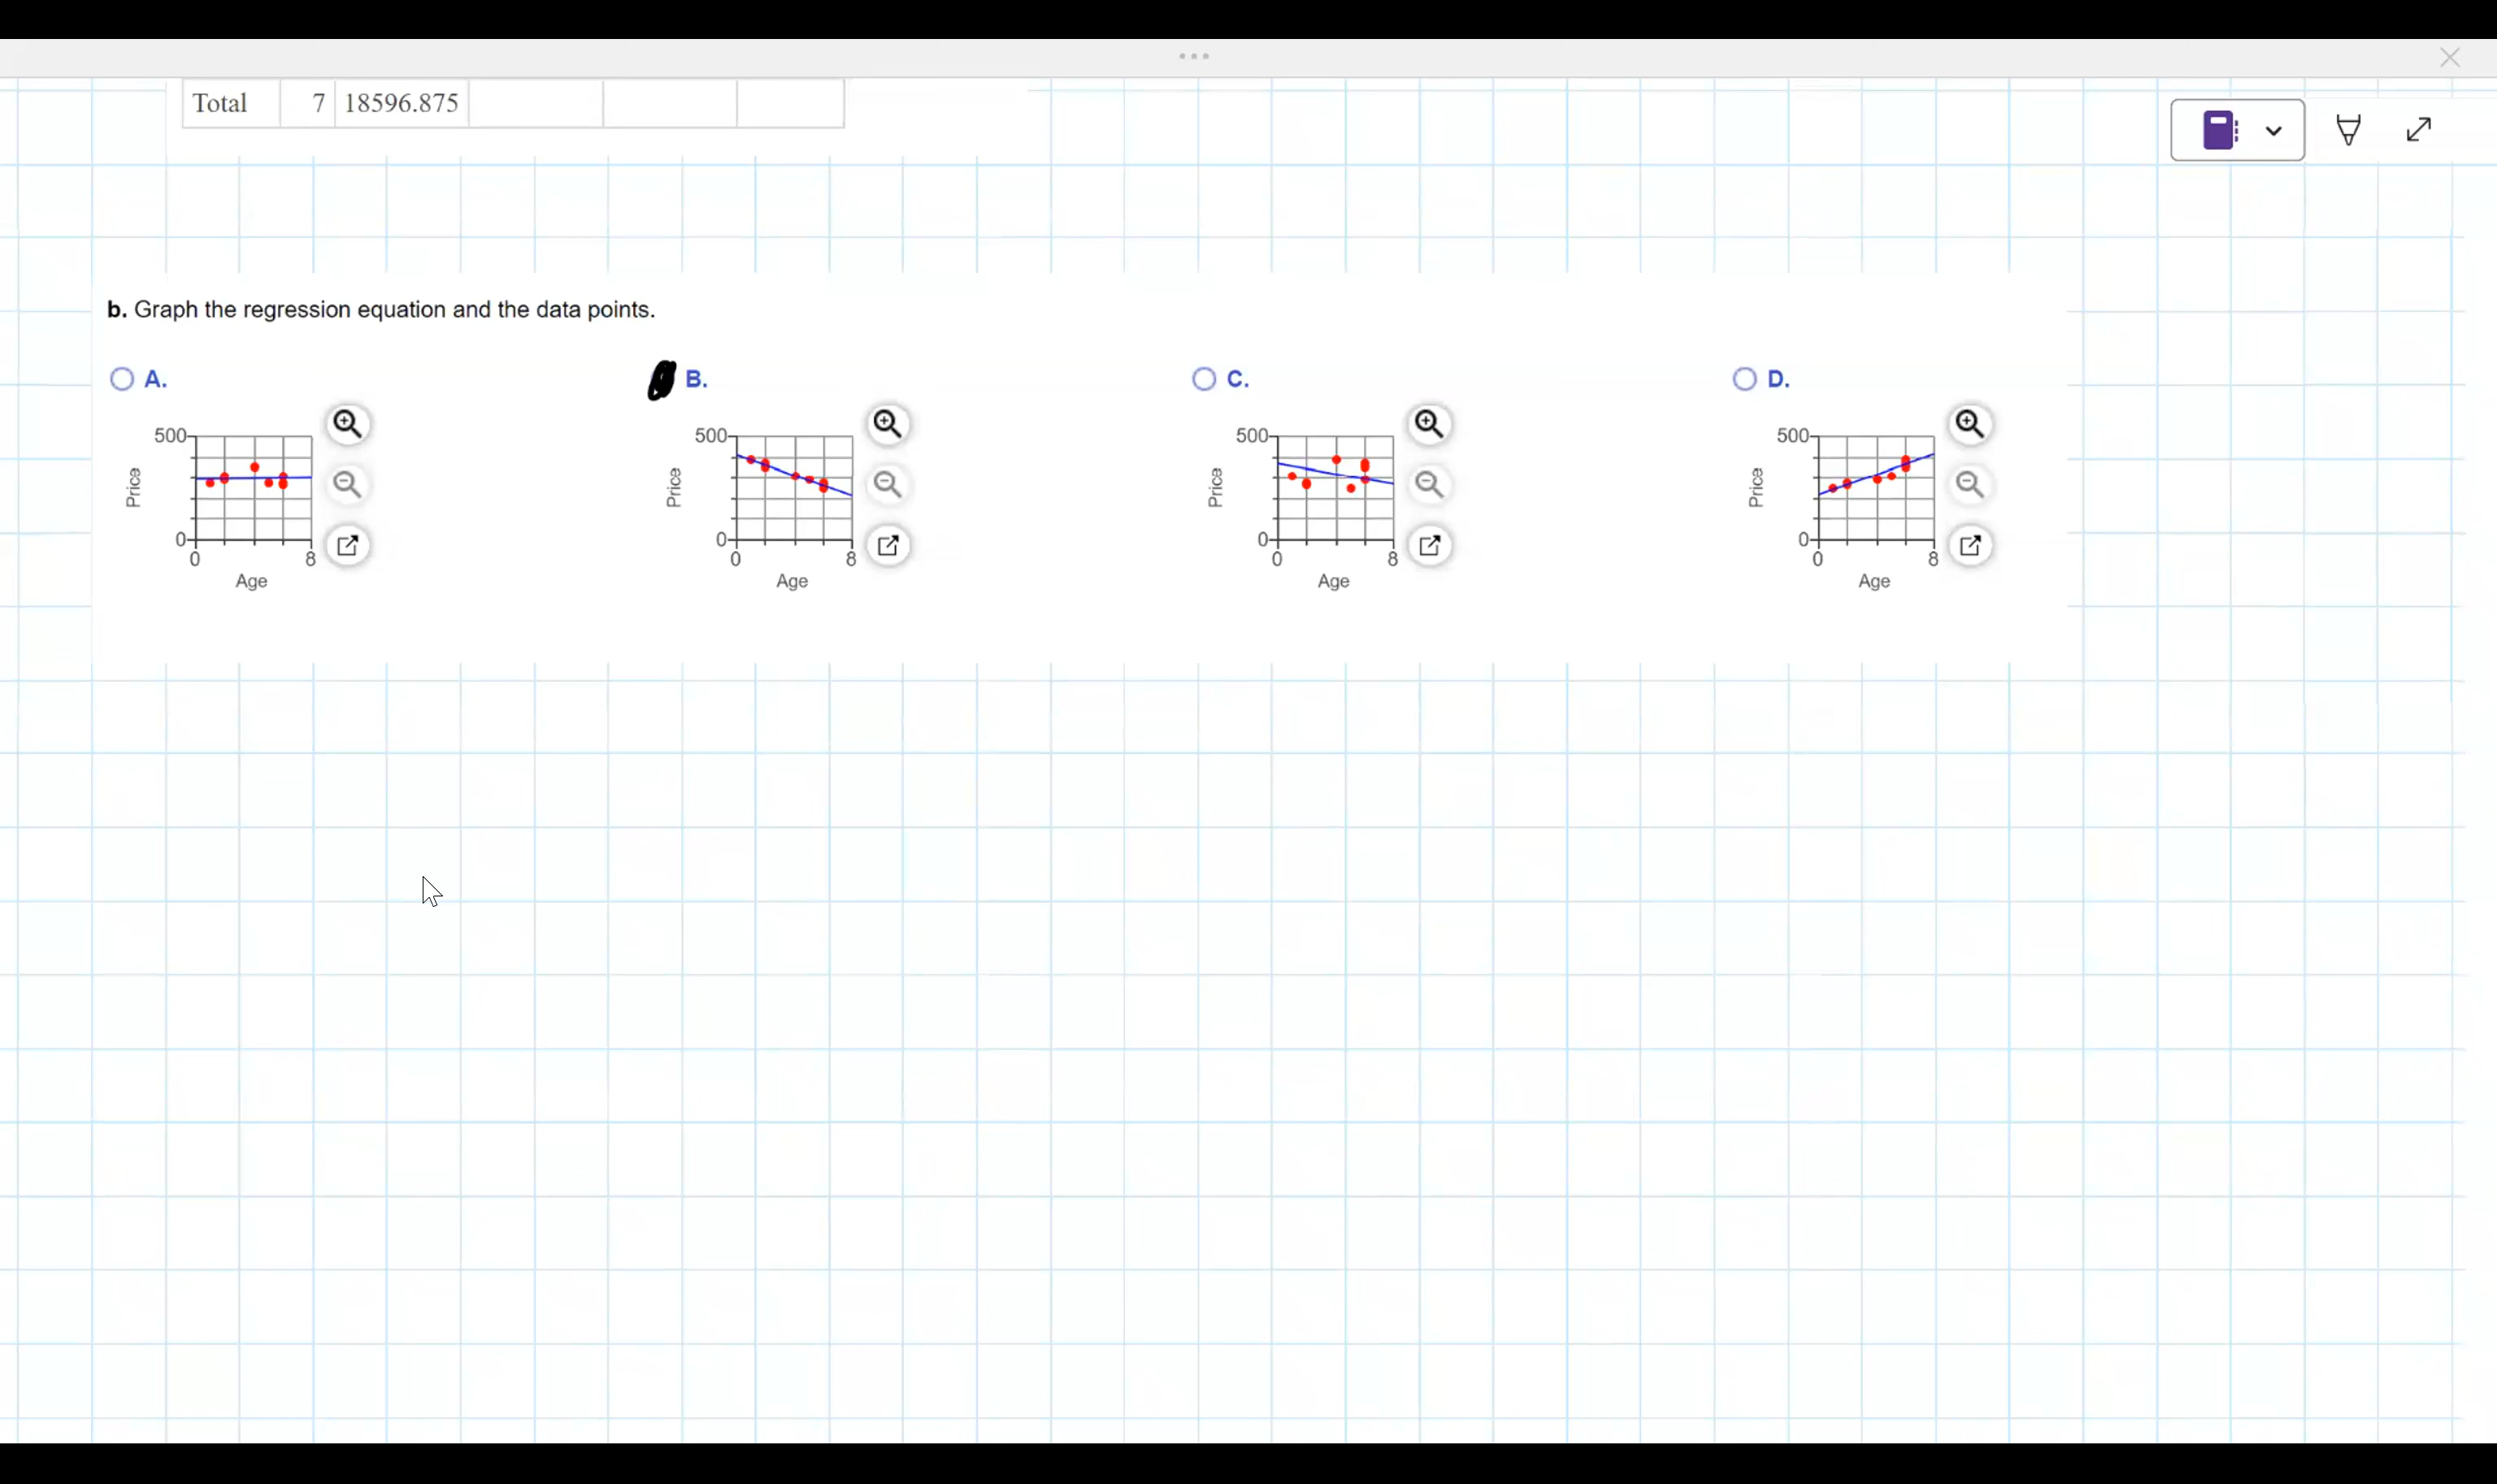 Total 7 18596.875
b. Graph the regression equation and the data points.
A. B. C. D.
500 500 500 500
Price Price Price Price
0 0 0 0
0 8 0 8 0 8 0 8
Age Age Age Age